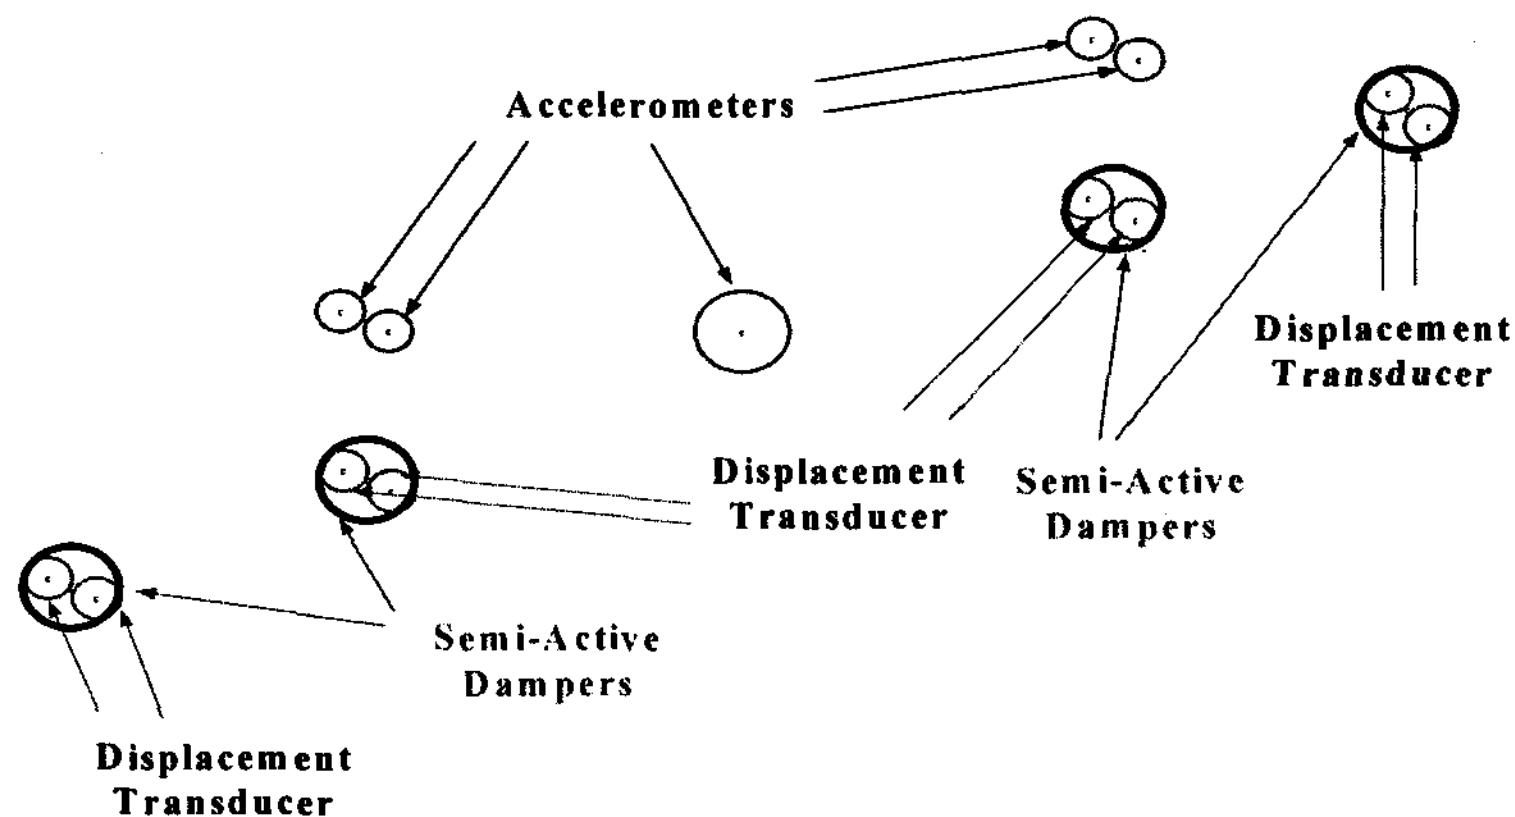 Accelerometers
Displacement
Transducer
Displacement
Transducer
Semi-Active
Dampers
Semi-Active
Dampers
Displacement
Transducer